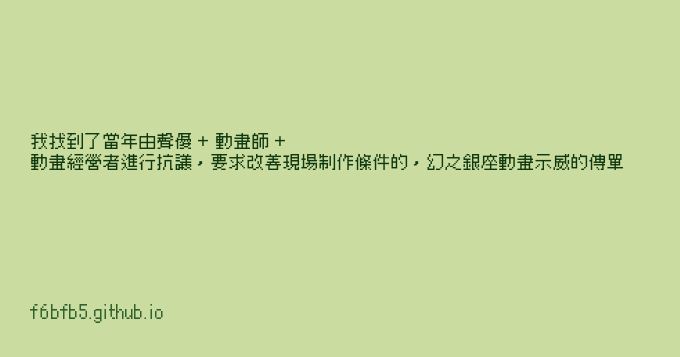 我找到了當年由聲優 + 動畫師 +
動畫經營者進行抗議，要求改善現場制作條件的，幻之銀座動畫示威的傳單
f6bfb5.github.io